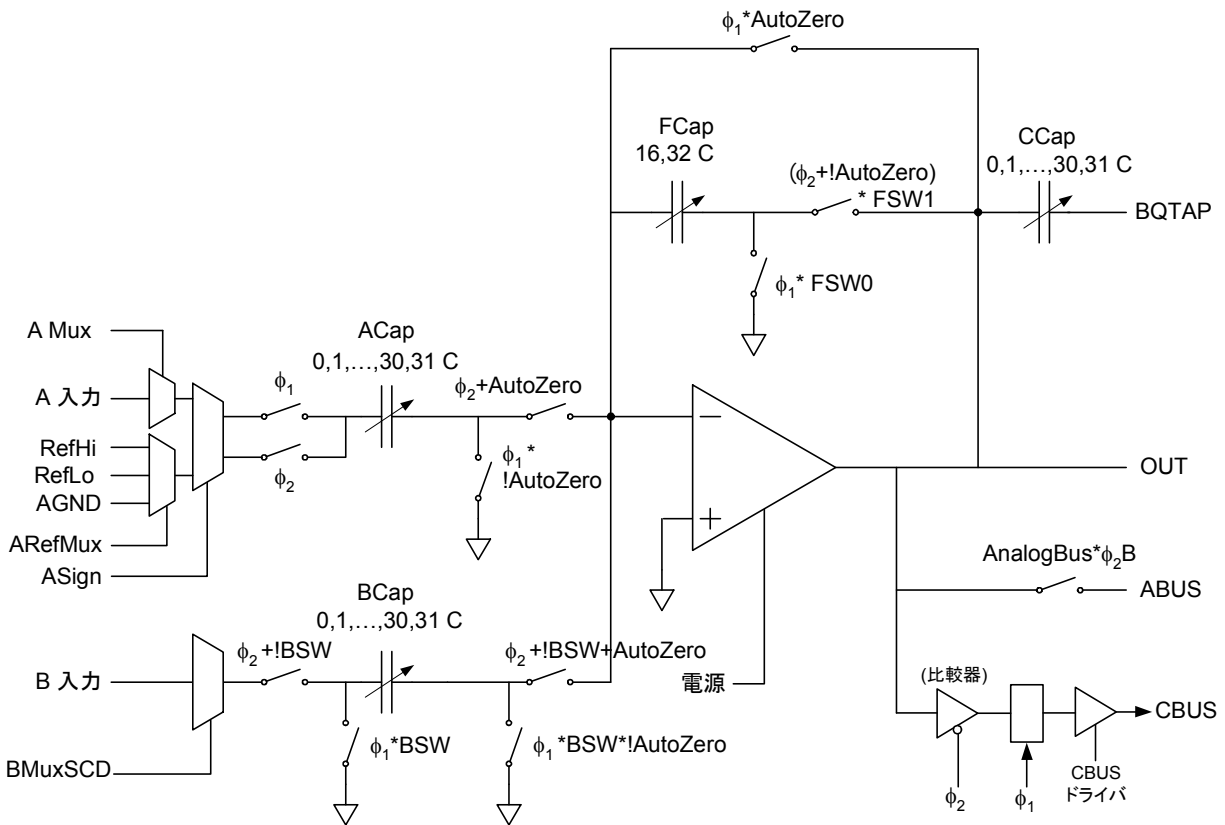 ϕ1*AutoZero
FCap
16,32 C
(ϕ2+!AutoZero)
* FSW1
CCap
0,1,…,30,31 C
BQTAP
ϕ1* FSW0
A Mux
A 入力
RefHi
RefLo
AGND
ARefMux
ASign
ϕ1
ϕ2
ACap
0,1,…,30,31 C
ϕ2+AutoZero
ϕ1*
!AutoZero
OUT
AnalogBus*ϕ2B
ABUS
B 入力
BMuxSCD
ϕ2+!BSW
BCap
0,1,…,30,31 C
ϕ2+!BSW+AutoZero
ϕ1*BSW
ϕ1*BSW*!AutoZero
電源
(比較器)
CBUS
ϕ2
ϕ1
CBUS
ドライバ